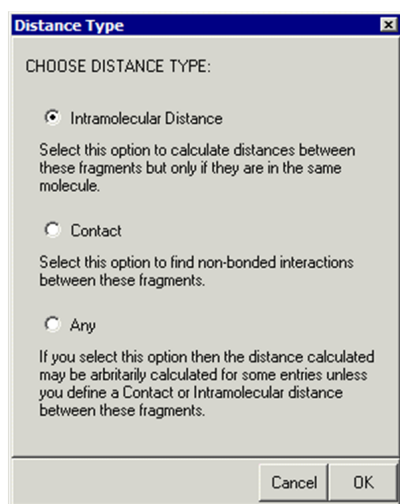 Distance Type
CHOOSE DISTANCE TYPE:
Intramolecular Distance
Select this option to calculate distances between
these fragments but only if they are in the same
molecule.
Contact
Select this option to find non-bonded interactions
between these fragments.
Any
If you select this option then the distance calculated
may be arbritarily calculated for some entries unless
you define a Contact or Intramolecular distance
between these fragments.
Cancel OK